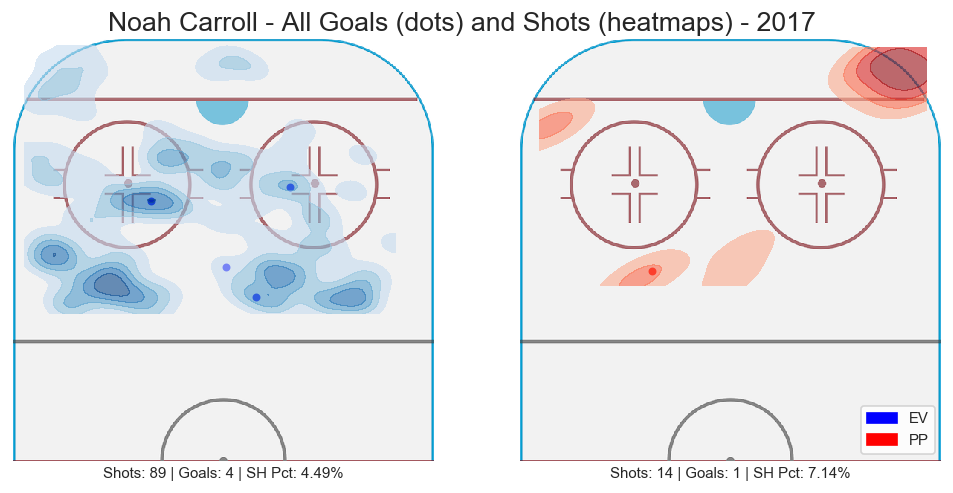 Noah Carroll - All Goals (dots) and Shots (heatmaps) - 2017
EV
PP
Shots: 89 | Goals: 4 | SH Pct: 4.49%
Shots: 14 | Goals: 1 | SH Pct: 7.14%